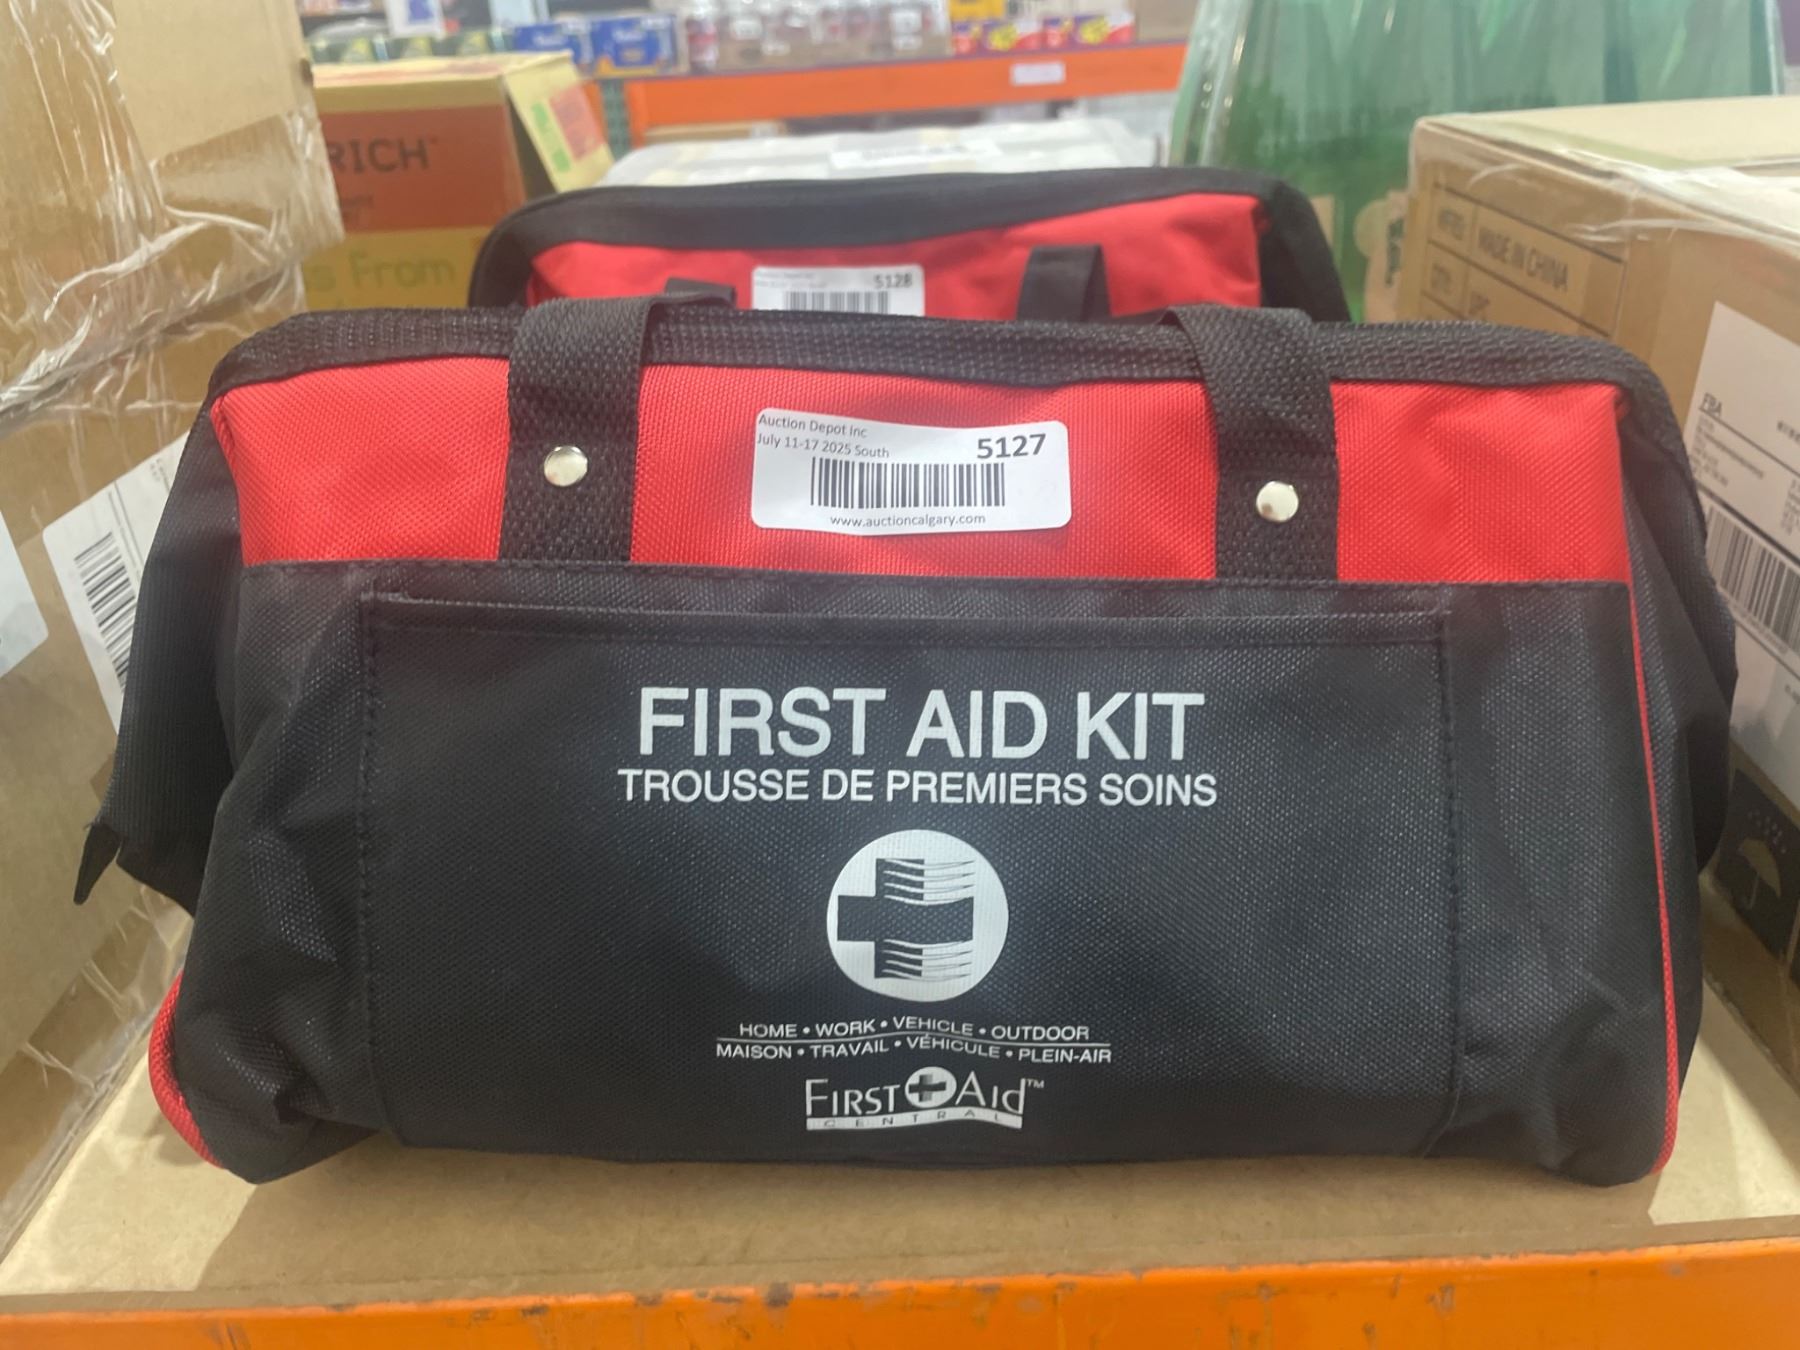 RICH
s From
5128
MADE IN CHINA
QTY:
FBA
Auction Depot Inc
July 11-17 2025 South
5127
www.auctioncalgary.com
FIRST AID KIT
TROUSSE DE PREMIERS SOINS
HOME • WORK • VEHICLE • OUTDOOR
MAISON • TRAVAIL • VÉHICULE • PLEIN-AIR
FIRST AID™
CENTRAL